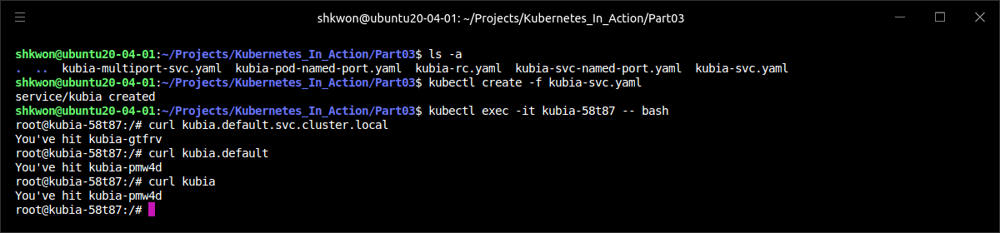 shkwon@ubuntu20-04-01: ~/Projects/Kubernetes_In_Action/Part03
shkwon@ubuntu20-04-01:~/Projects/Kubernetes_In_Action/Part03$ ls -a
.  ..  kubia-multiport-svc.yaml  kubia-pod-named-port.yaml  kubia-rc.yaml  kubia-svc-named-port.yaml  kubia-svc.yaml
shkwon@ubuntu20-04-01:~/Projects/Kubernetes_In_Action/Part03$ kubectl create -f kubia-svc.yaml
service/kubia created
shkwon@ubuntu20-04-01:~/Projects/Kubernetes_In_Action/Part03$ kubectl exec -it kubia-58t87 -- bash
root@kubia-58t87:/# curl kubia.default.svc.cluster.local
You've hit kubia-gtfrv
root@kubia-58t87:/# curl kubia.default
You've hit kubia-pmw4d
root@kubia-58t87:/# curl kubia
You've hit kubia-pmw4d
root@kubia-58t87:/#